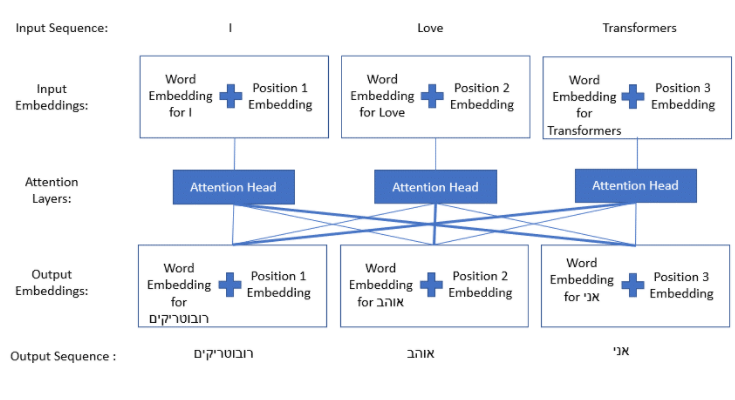 Input Sequence: I Love Transformers
Input Embeddings:
Word Embedding for I + Position 1 Embedding
Word Embedding for Love + Position 2 Embedding
Word Embedding for Transformers + Position 3 Embedding
Attention Layers:
Attention Head Attention Head Attention Head
Output Embeddings:
Word Embedding for רובוטריקים + Position 1 Embedding
Word Embedding for אוהב + Position 2 Embedding
Word Embedding for אני + Position 3 Embedding
Output Sequence : רובוטריקים אוהב אני